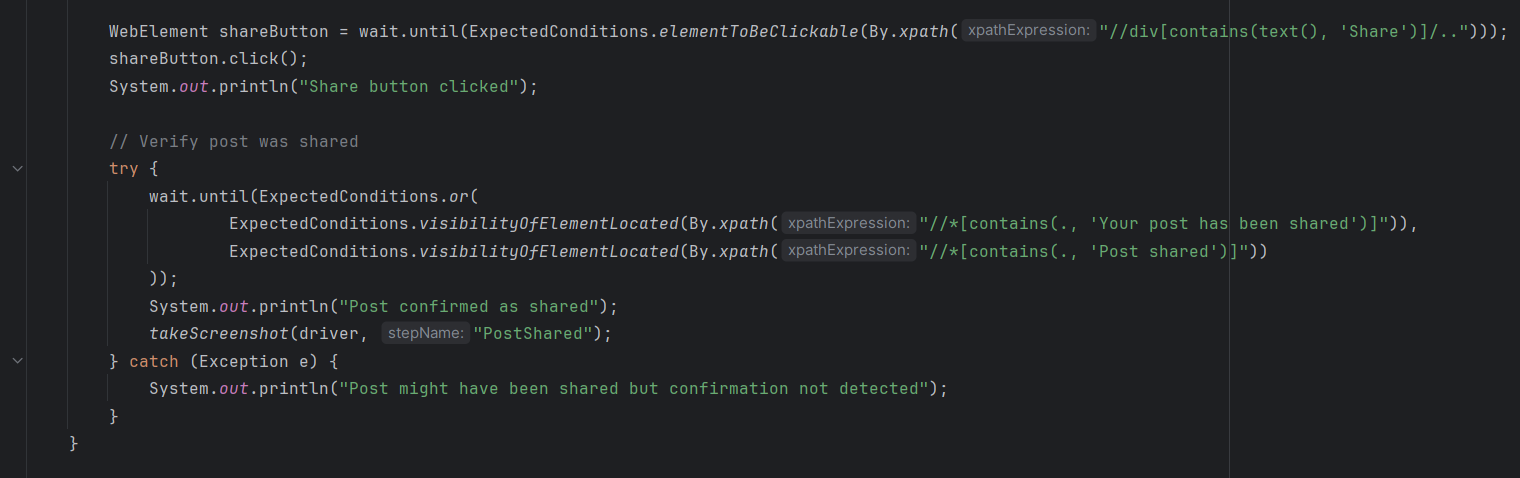 WebElement shareButton = wait.until(ExpectedConditions.elementToBeClickable(By.xpath( xpathExpression: "//div[contains(text(), 'Share')]/..")));
shareButton.click();
System.out.println("Share button clicked");
// Verify post was shared
try {
wait.until(ExpectedConditions.or(
ExpectedConditions.visibilityOfElementLocated(By.xpath( xpathExpression: "//*[contains(., 'Your post has been shared')]")),
ExpectedConditions.visibilityOfElementLocated(By.xpath( xpathExpression: "//*[contains(., 'Post shared')]"))
));
System.out.println("Post confirmed as shared");
takeScreenshot(driver, stepName: "PostShared");
} catch (Exception e) {
System.out.println("Post might have been shared but confirmation not detected");
}
}